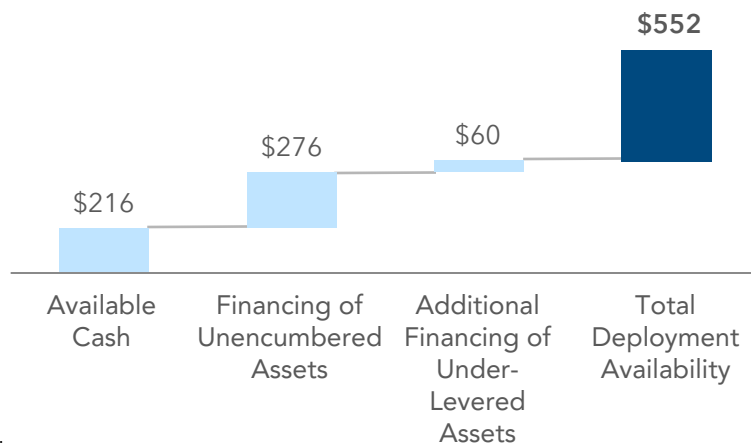 $552
$276
$60
$216
Available
Cash
Financing of
Unencumbered
Assets
Additional
Financing of
Under-
Levered
Assets
Total
Deployment
Availability